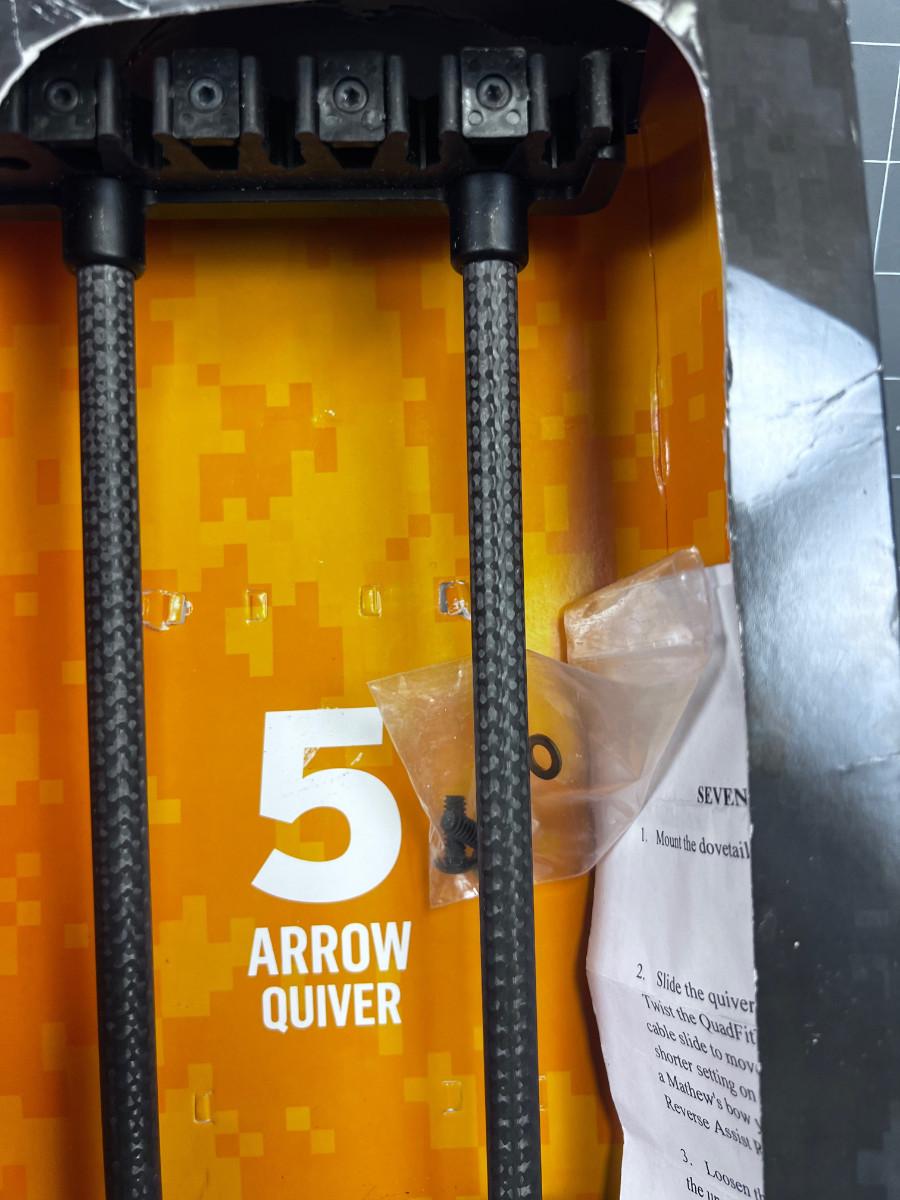 5
ARROW
QUIVER
SEVEN
1. Mount the dovetail
2. Slide the quiver
Twist the QuadFit
cable slide to move
shorter setting on
a Mathew's bow
Reverse Assist
3. Loosen
the